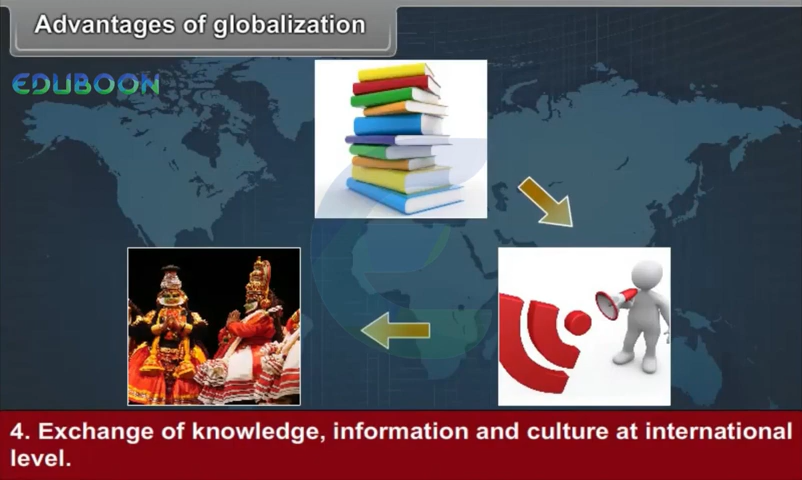 Advantages of globalization
EDUBOON
4. Exchange of knowledge, information and culture at international
level.